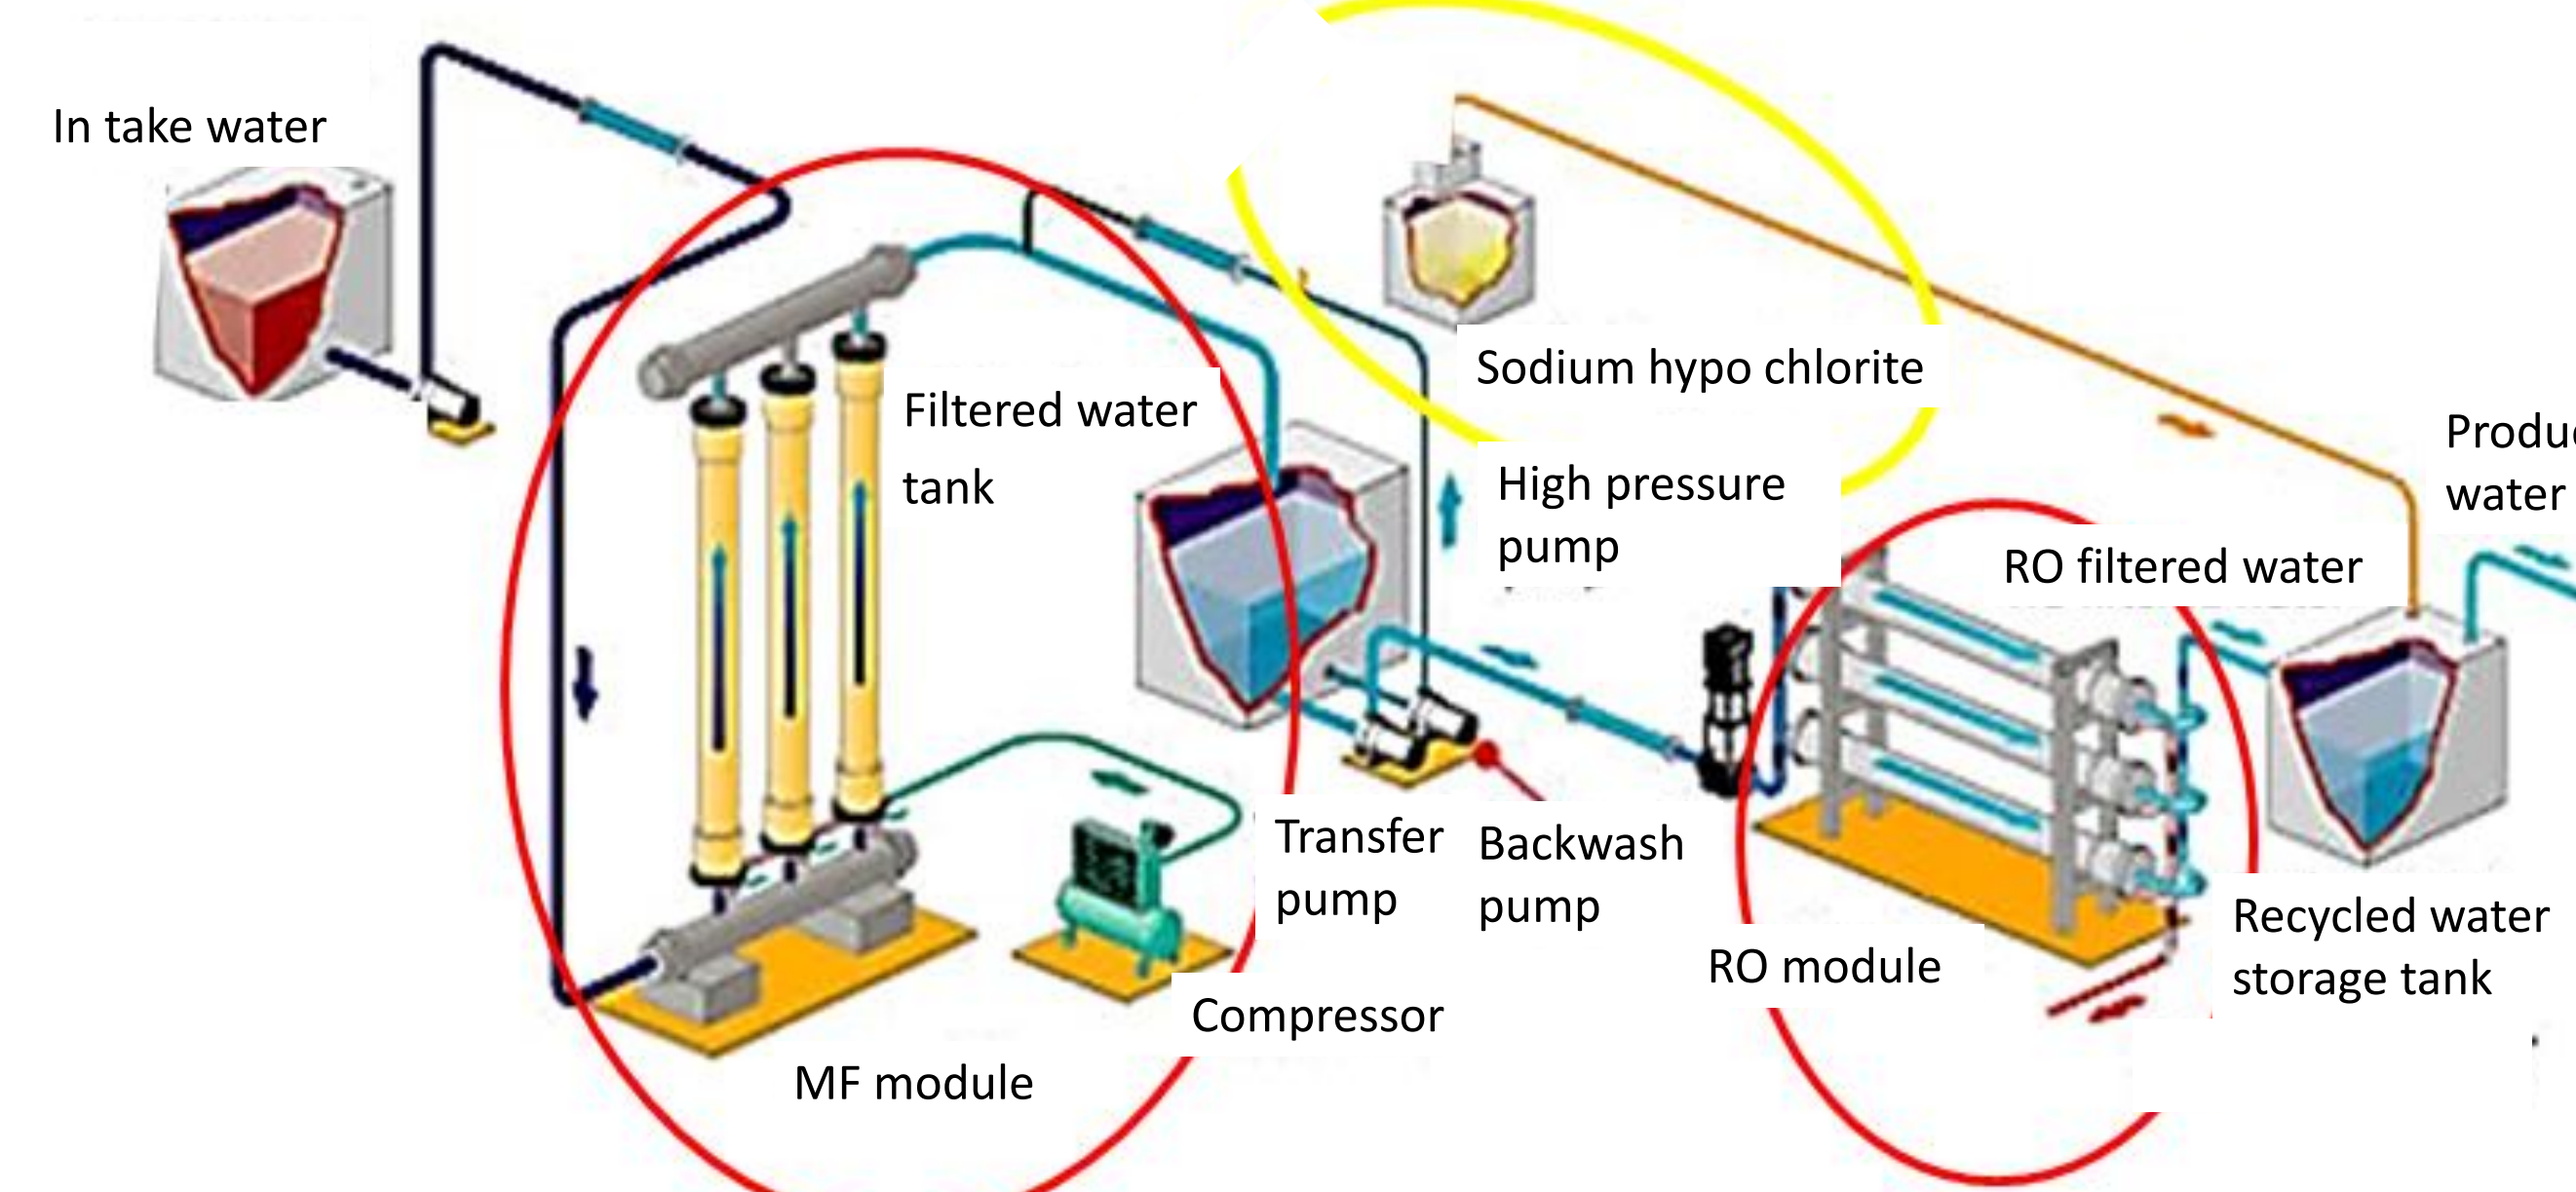 In take water
Sodium hypo chlorite
Filtered water
tank
High pressure
pump
water
RO filtered water
Transfer
pump
Backwash
pump
RO module
Recycled water
storage tank
Compressor
MF module